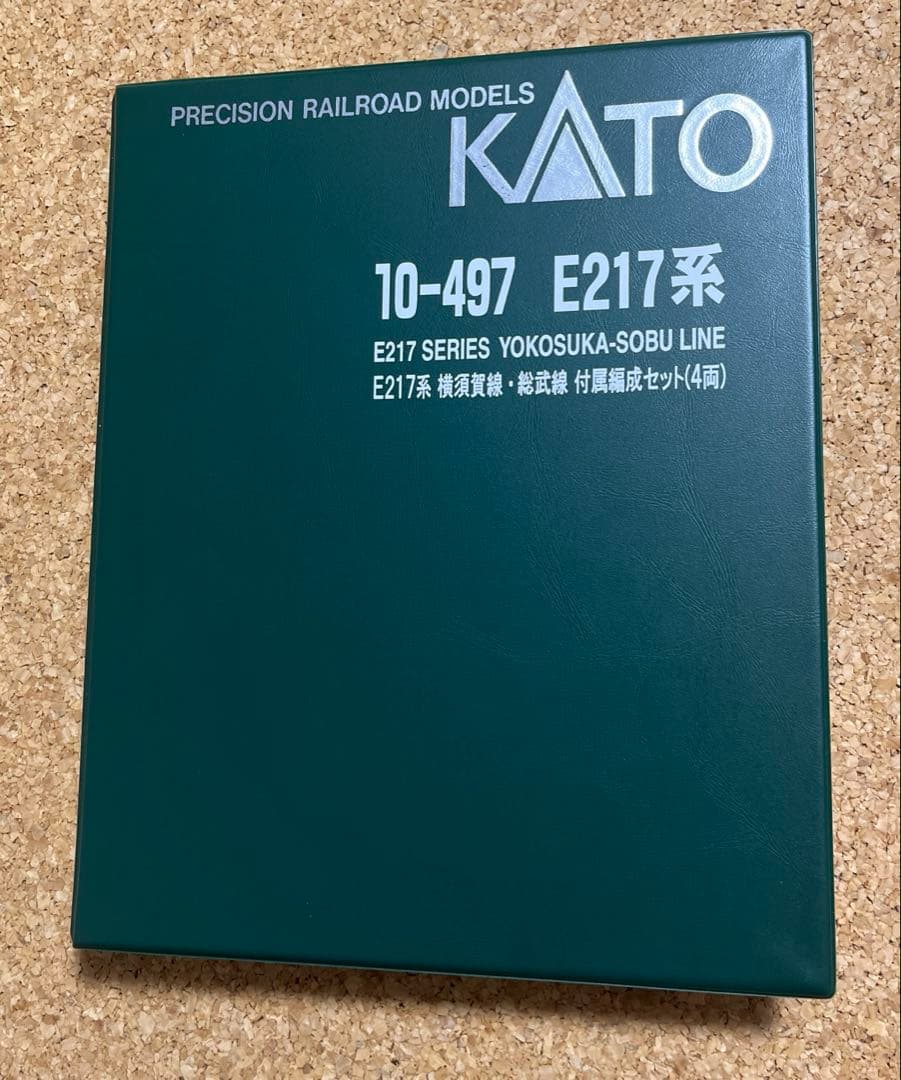 PRECISION RAILROAD MODELS
KATO
10-497 E217系
E217 SERIES YOKOSUKA-SOBU LINE
E217系 横須賀線・総武線 付属編成セット(4両)